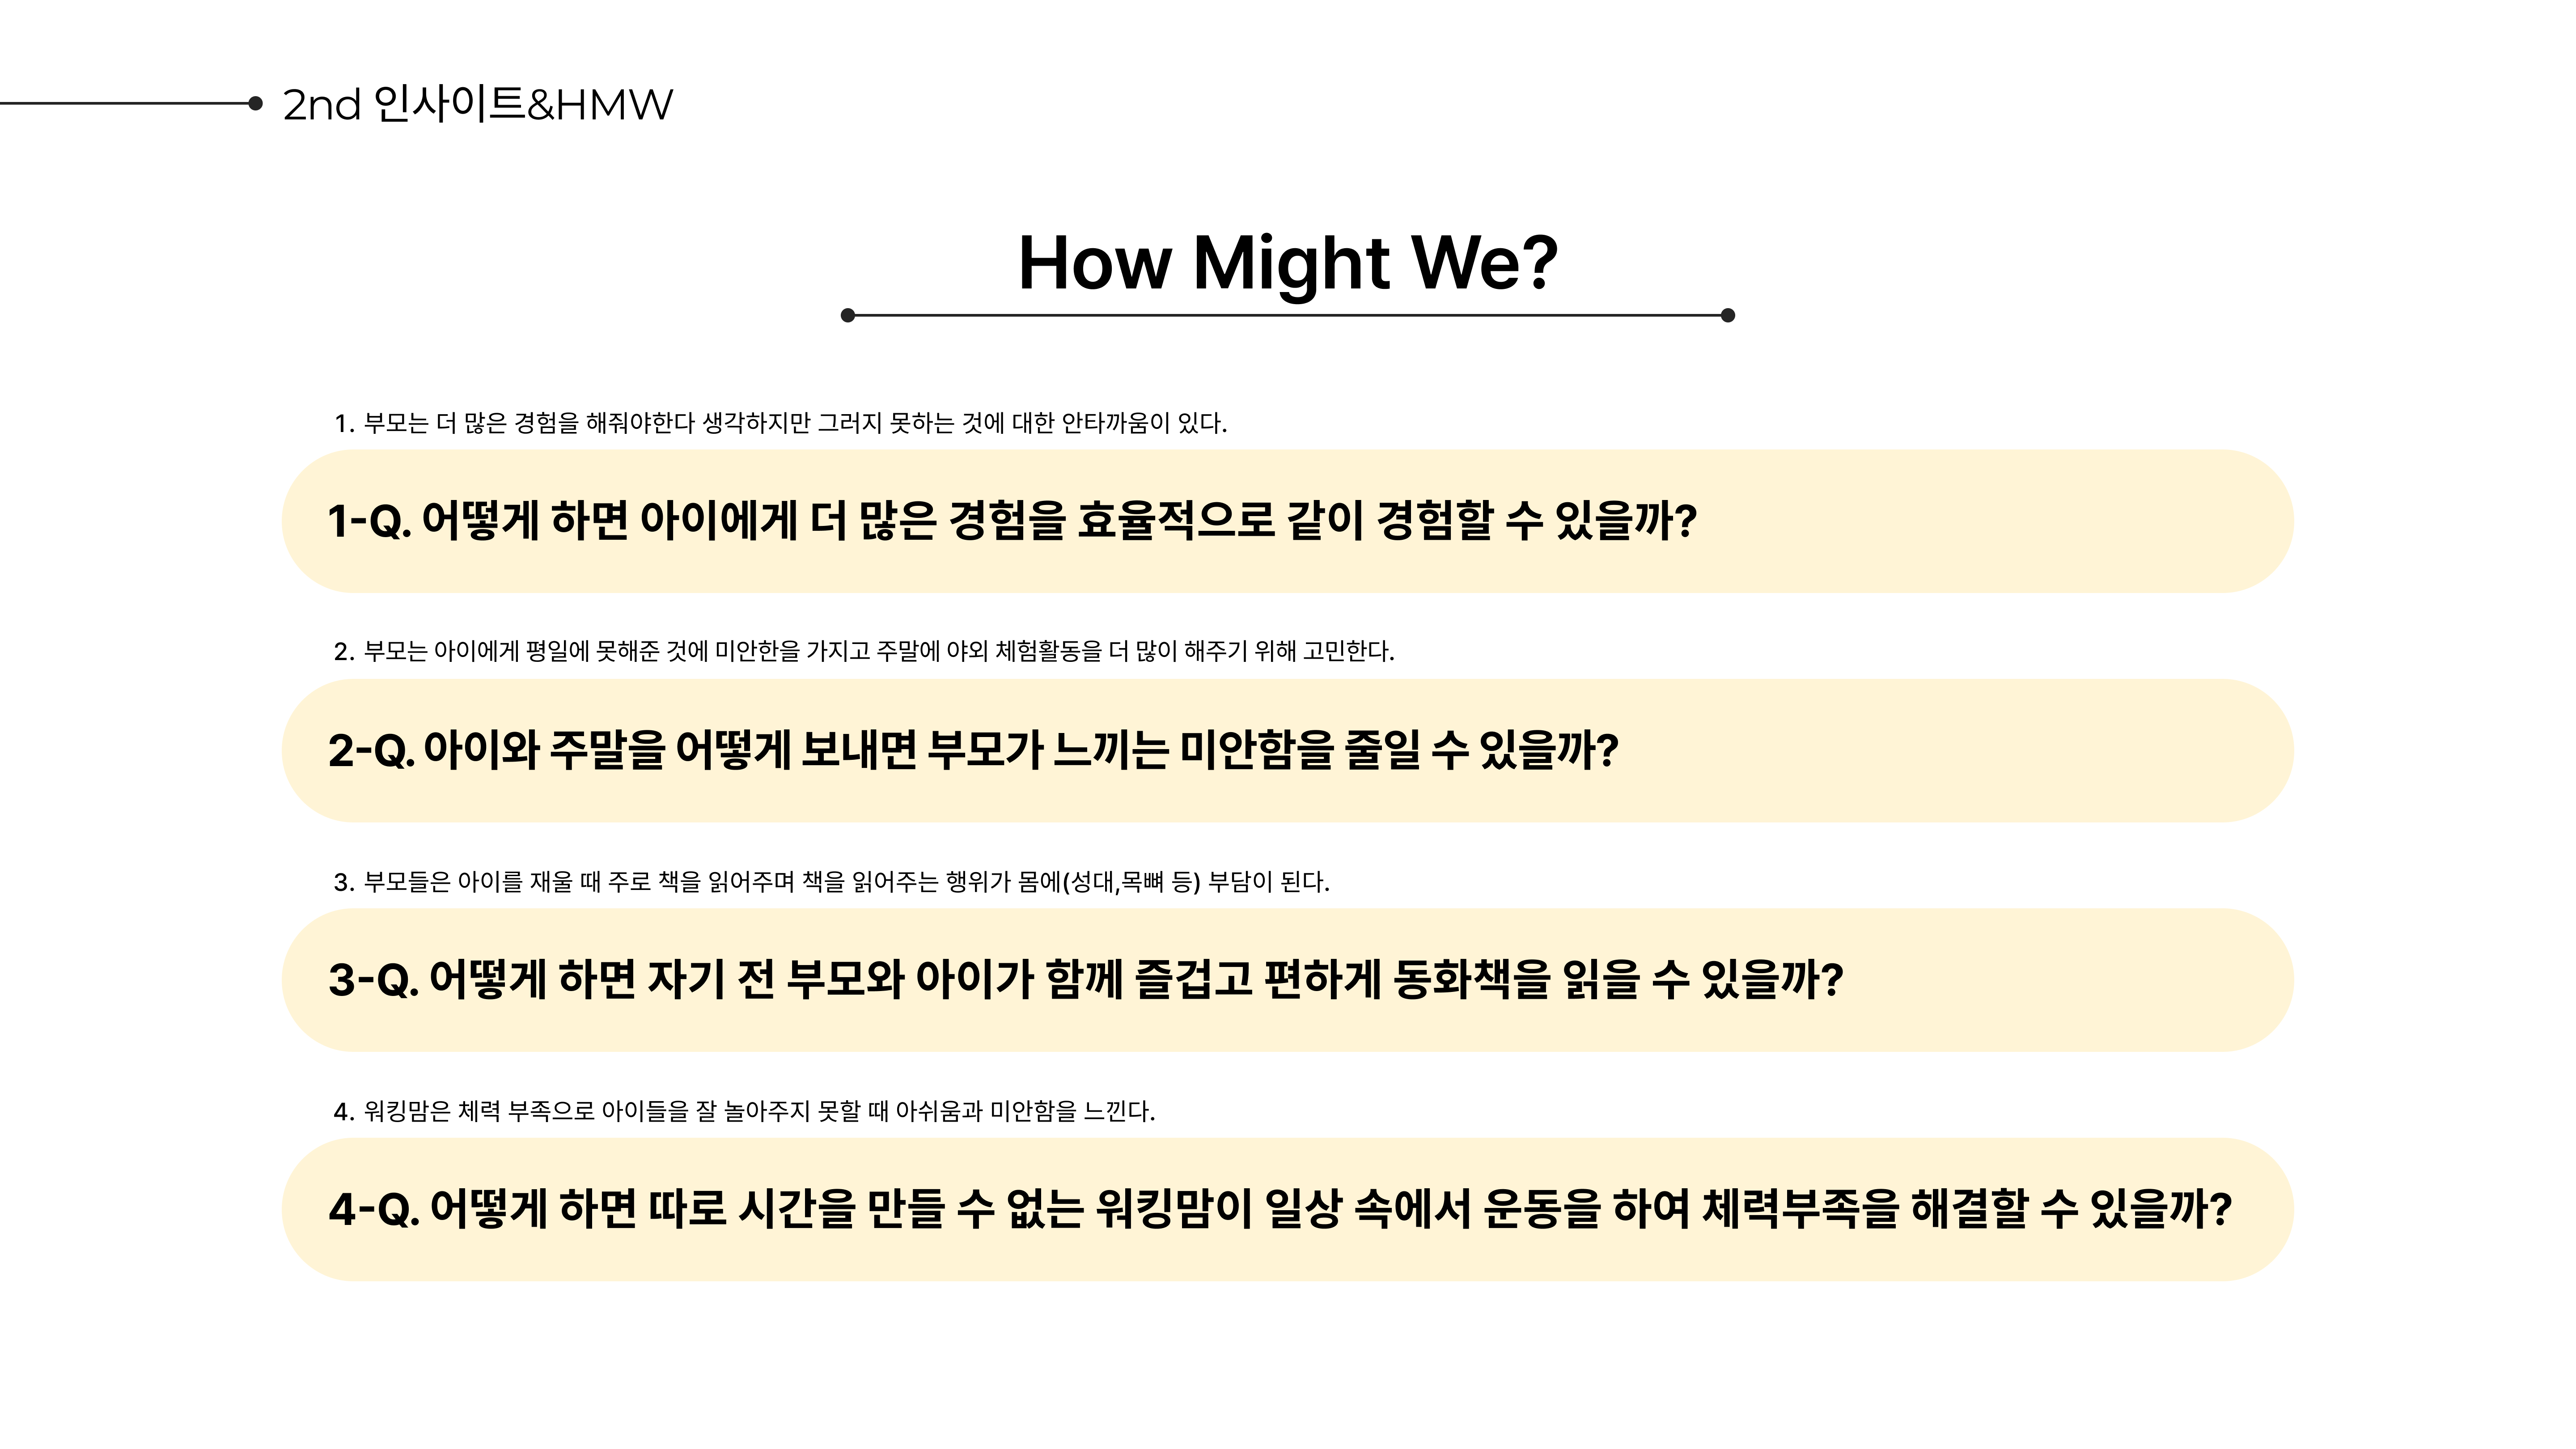 2nd 인사이트&HMW
How Might We?
1. 부모는 더 많은 경험을 해줘야한다 생각하지만 그러지 못하는 것에 대한 안타까움이 있다.
1-Q. 어떻게 하면 아이에게 더 많은 경험을 효율적으로 같이 경험할 수 있을까?
2. 부모는 아이에게 평일에 못해준 것에 미안한을 가지고 주말에 야외 체험활동을 더 많이 해주기 위해 고민한다.
2-Q. 아이와 주말을 어떻게 보내면 부모가 느끼는 미안함을 줄일 수 있을까?
3. 부모들은 아이를 재울 때 주로 책을 읽어주며 책을 읽어주는 행위가 몸에(성대,목뼈 등) 부담이 된다.
3-Q. 어떻게 하면 자기 전 부모와 아이가 함께 즐겁고 편하게 동화책을 읽을 수 있을까?
4. 워킹맘은 체력 부족으로 아이들을 잘 놀아주지 못할 때 아쉬움과 미안함을 느낀다.
4-Q. 어떻게 하면 따로 시간을 만들 수 없는 워킹맘이 일상 속에서 운동을 하여 체력부족을 해결할 수 있을까?